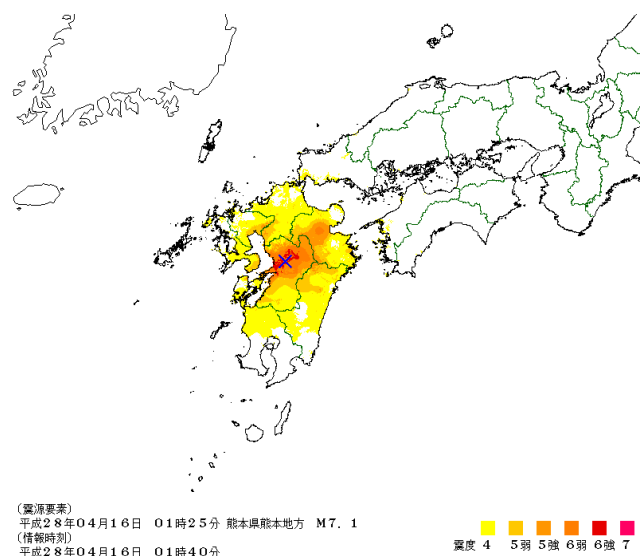 (震源要素)
平成28年04月16日 01時25分 熊本県熊本地方 M7.1
(情報時刻)
平成28年04月16日 01時40分
震度 4 5弱 5強 6弱 6強 7